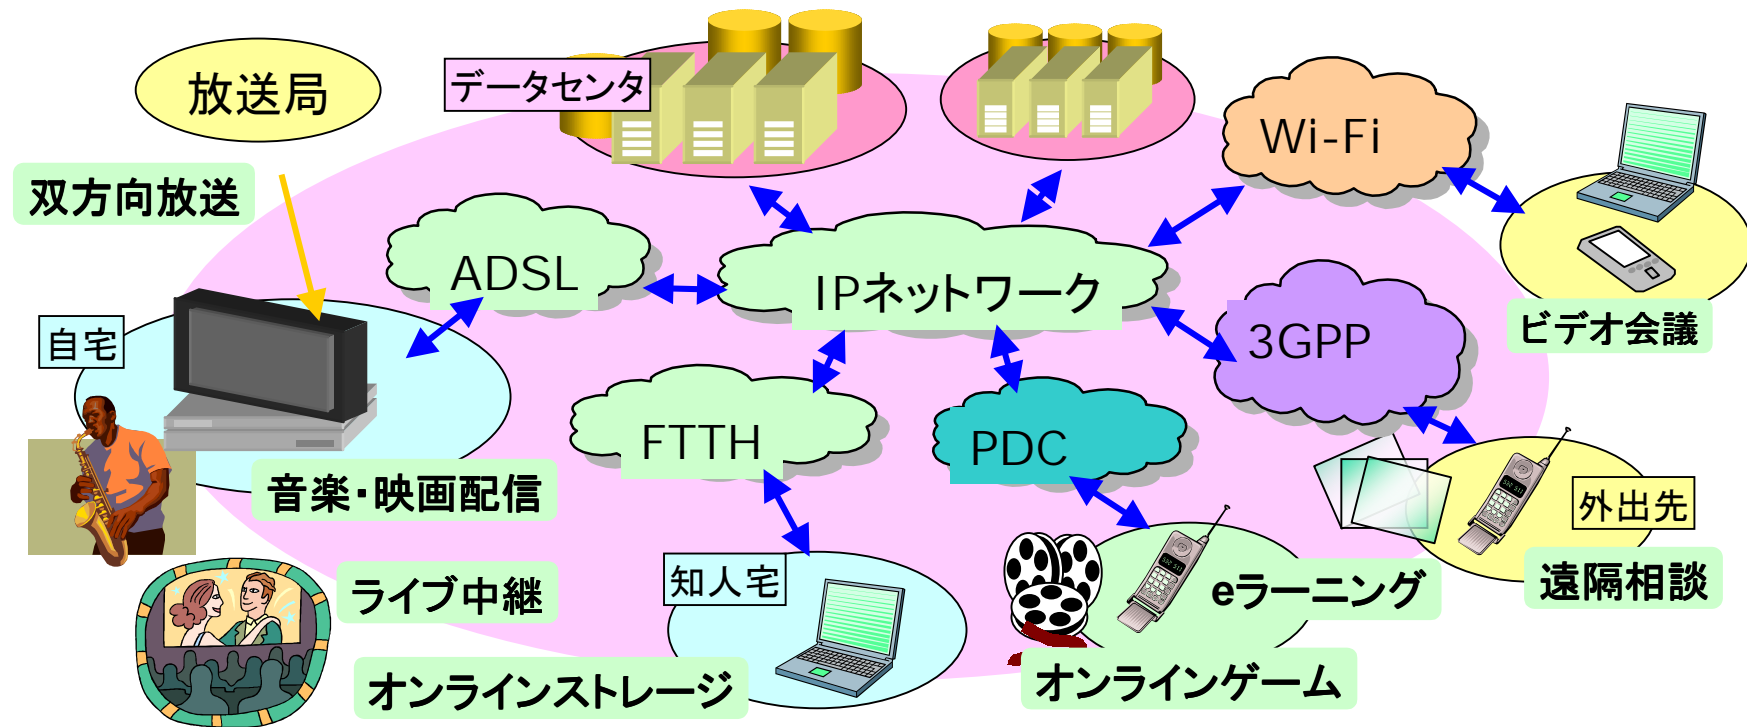 放送局
データセンタ
Wi-Fi
双方向放送
ADSL
IPネットワーク
3GPP
ビデオ会議
自宅
FTTH
PDC
音楽・映画配信
外出先
知人宅
ライブ中継
eラーニング
遠隔相談
オンラインストレージ
オンラインゲーム